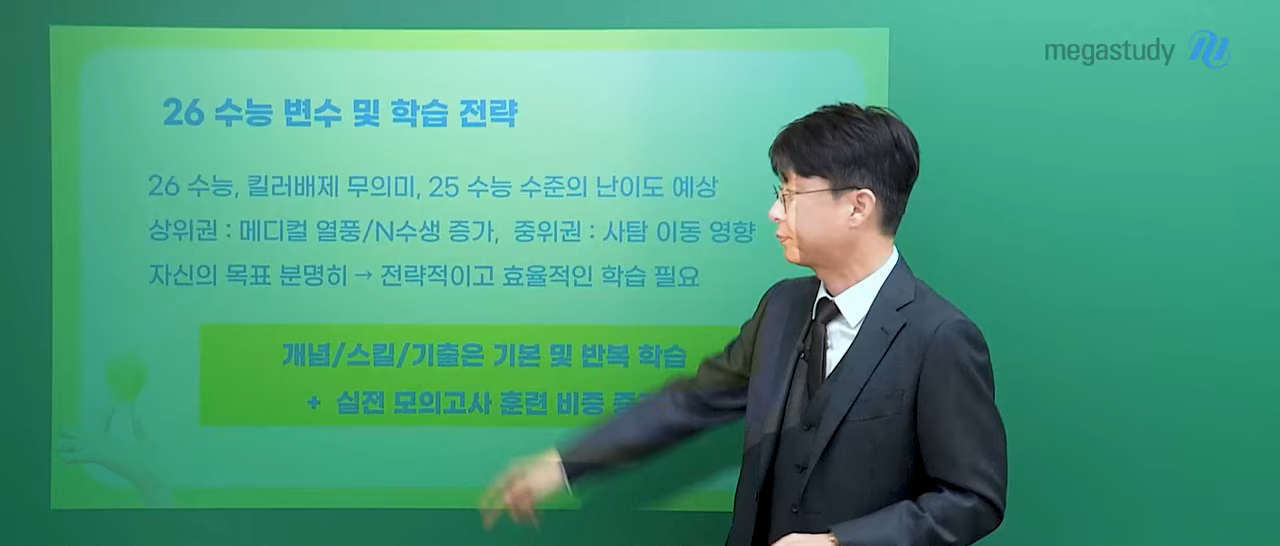 megastudy
26 수능 변수 및 학습 전략
26 수능, 킬러배제 무의미, 25 수능 수준의 난이도 예상
상위권 : 메디컬 열풍/N수생 증가, 중위권 : 사탐 이동 영향
자신의 목표 분명히 → 전략적이고 효율적인 학습 필요
개념/스킬/기출은 기본 및 반복 학습
+ 실전 모의고사 훈련 비중